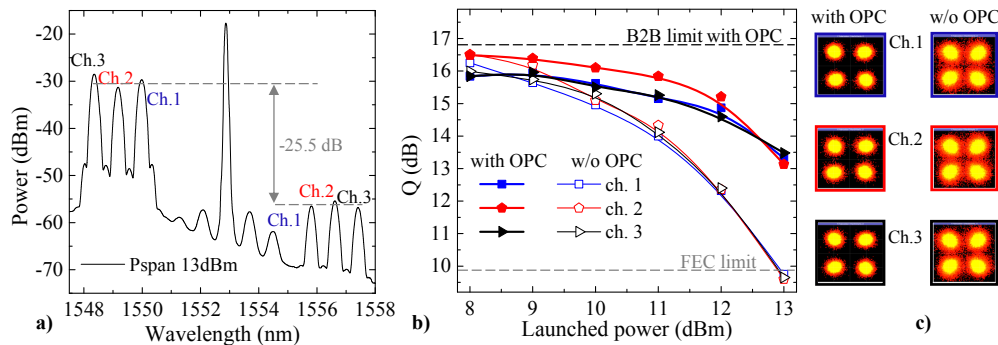 -20
-30
-40
-50
-60
-70
Power (dBm)
Ch.3
Ch.2
Ch.1
-25.5 dB
Ch.2
Ch.3
Ch.1
Pspan 13dBm
1548 1550 1552 1554 1556 1558
Wavelength (nm)
a)
17
16
15
14
13
12
11
10
Q (dB)
B2B limit with OPC
with OPC w/o OPC
ch. 1
ch. 2
ch. 3
FEC limit
8 9 10 11 12 13
Launched power (dBm)
b)
with OPC w/o OPC
Ch.1
Ch.2
Ch.3
c)